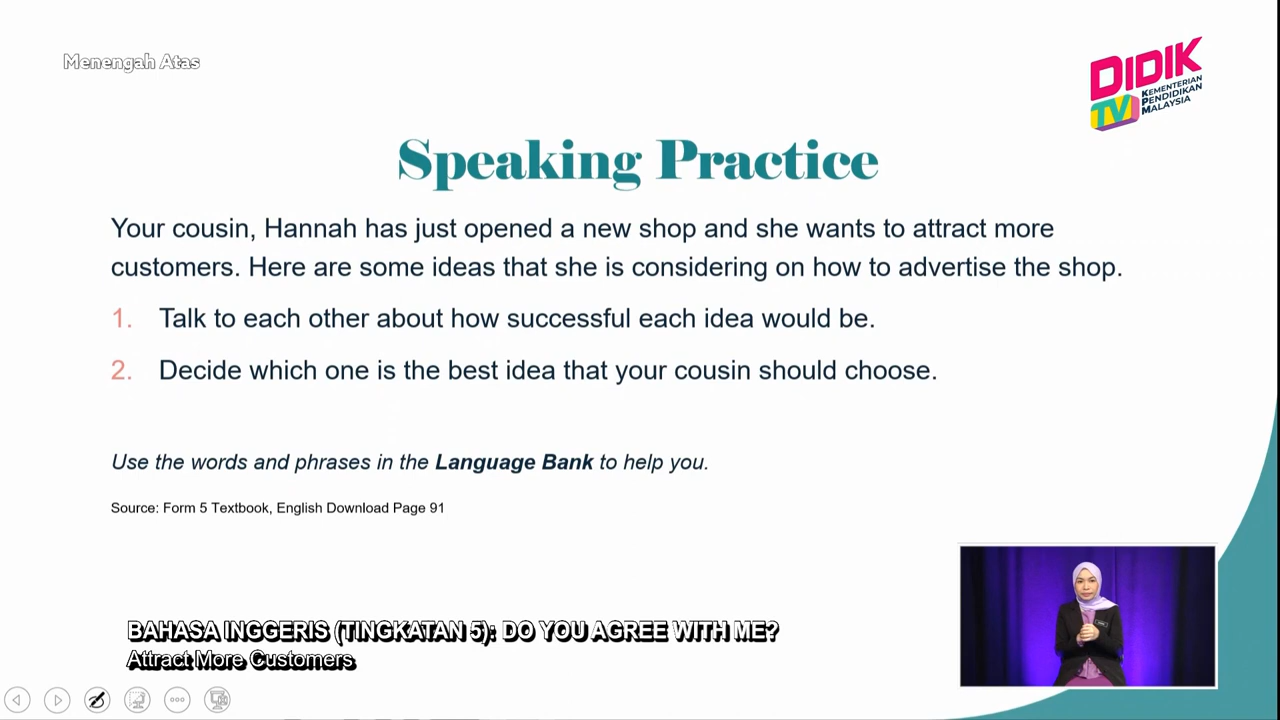 Menengah Atas
DIDIK
TV
KEMENTERIAN
PENDIDIKAN
MALAYSIA
Speaking Practice
Your cousin, Hannah has just opened a new shop and she wants to attract more
customers. Here are some ideas that she is considering on how to advertise the shop.
1. Talk to each other about how successful each idea would be.
2. Decide which one is the best idea that your cousin should choose.
Use the words and phrases in the Language Bank to help you.
Source: Form 5 Textbook, English Download Page 91
BAHASA INGGERIS (TINGKATAN 5): DO YOU AGREE WITH ME?
Attract More Customers